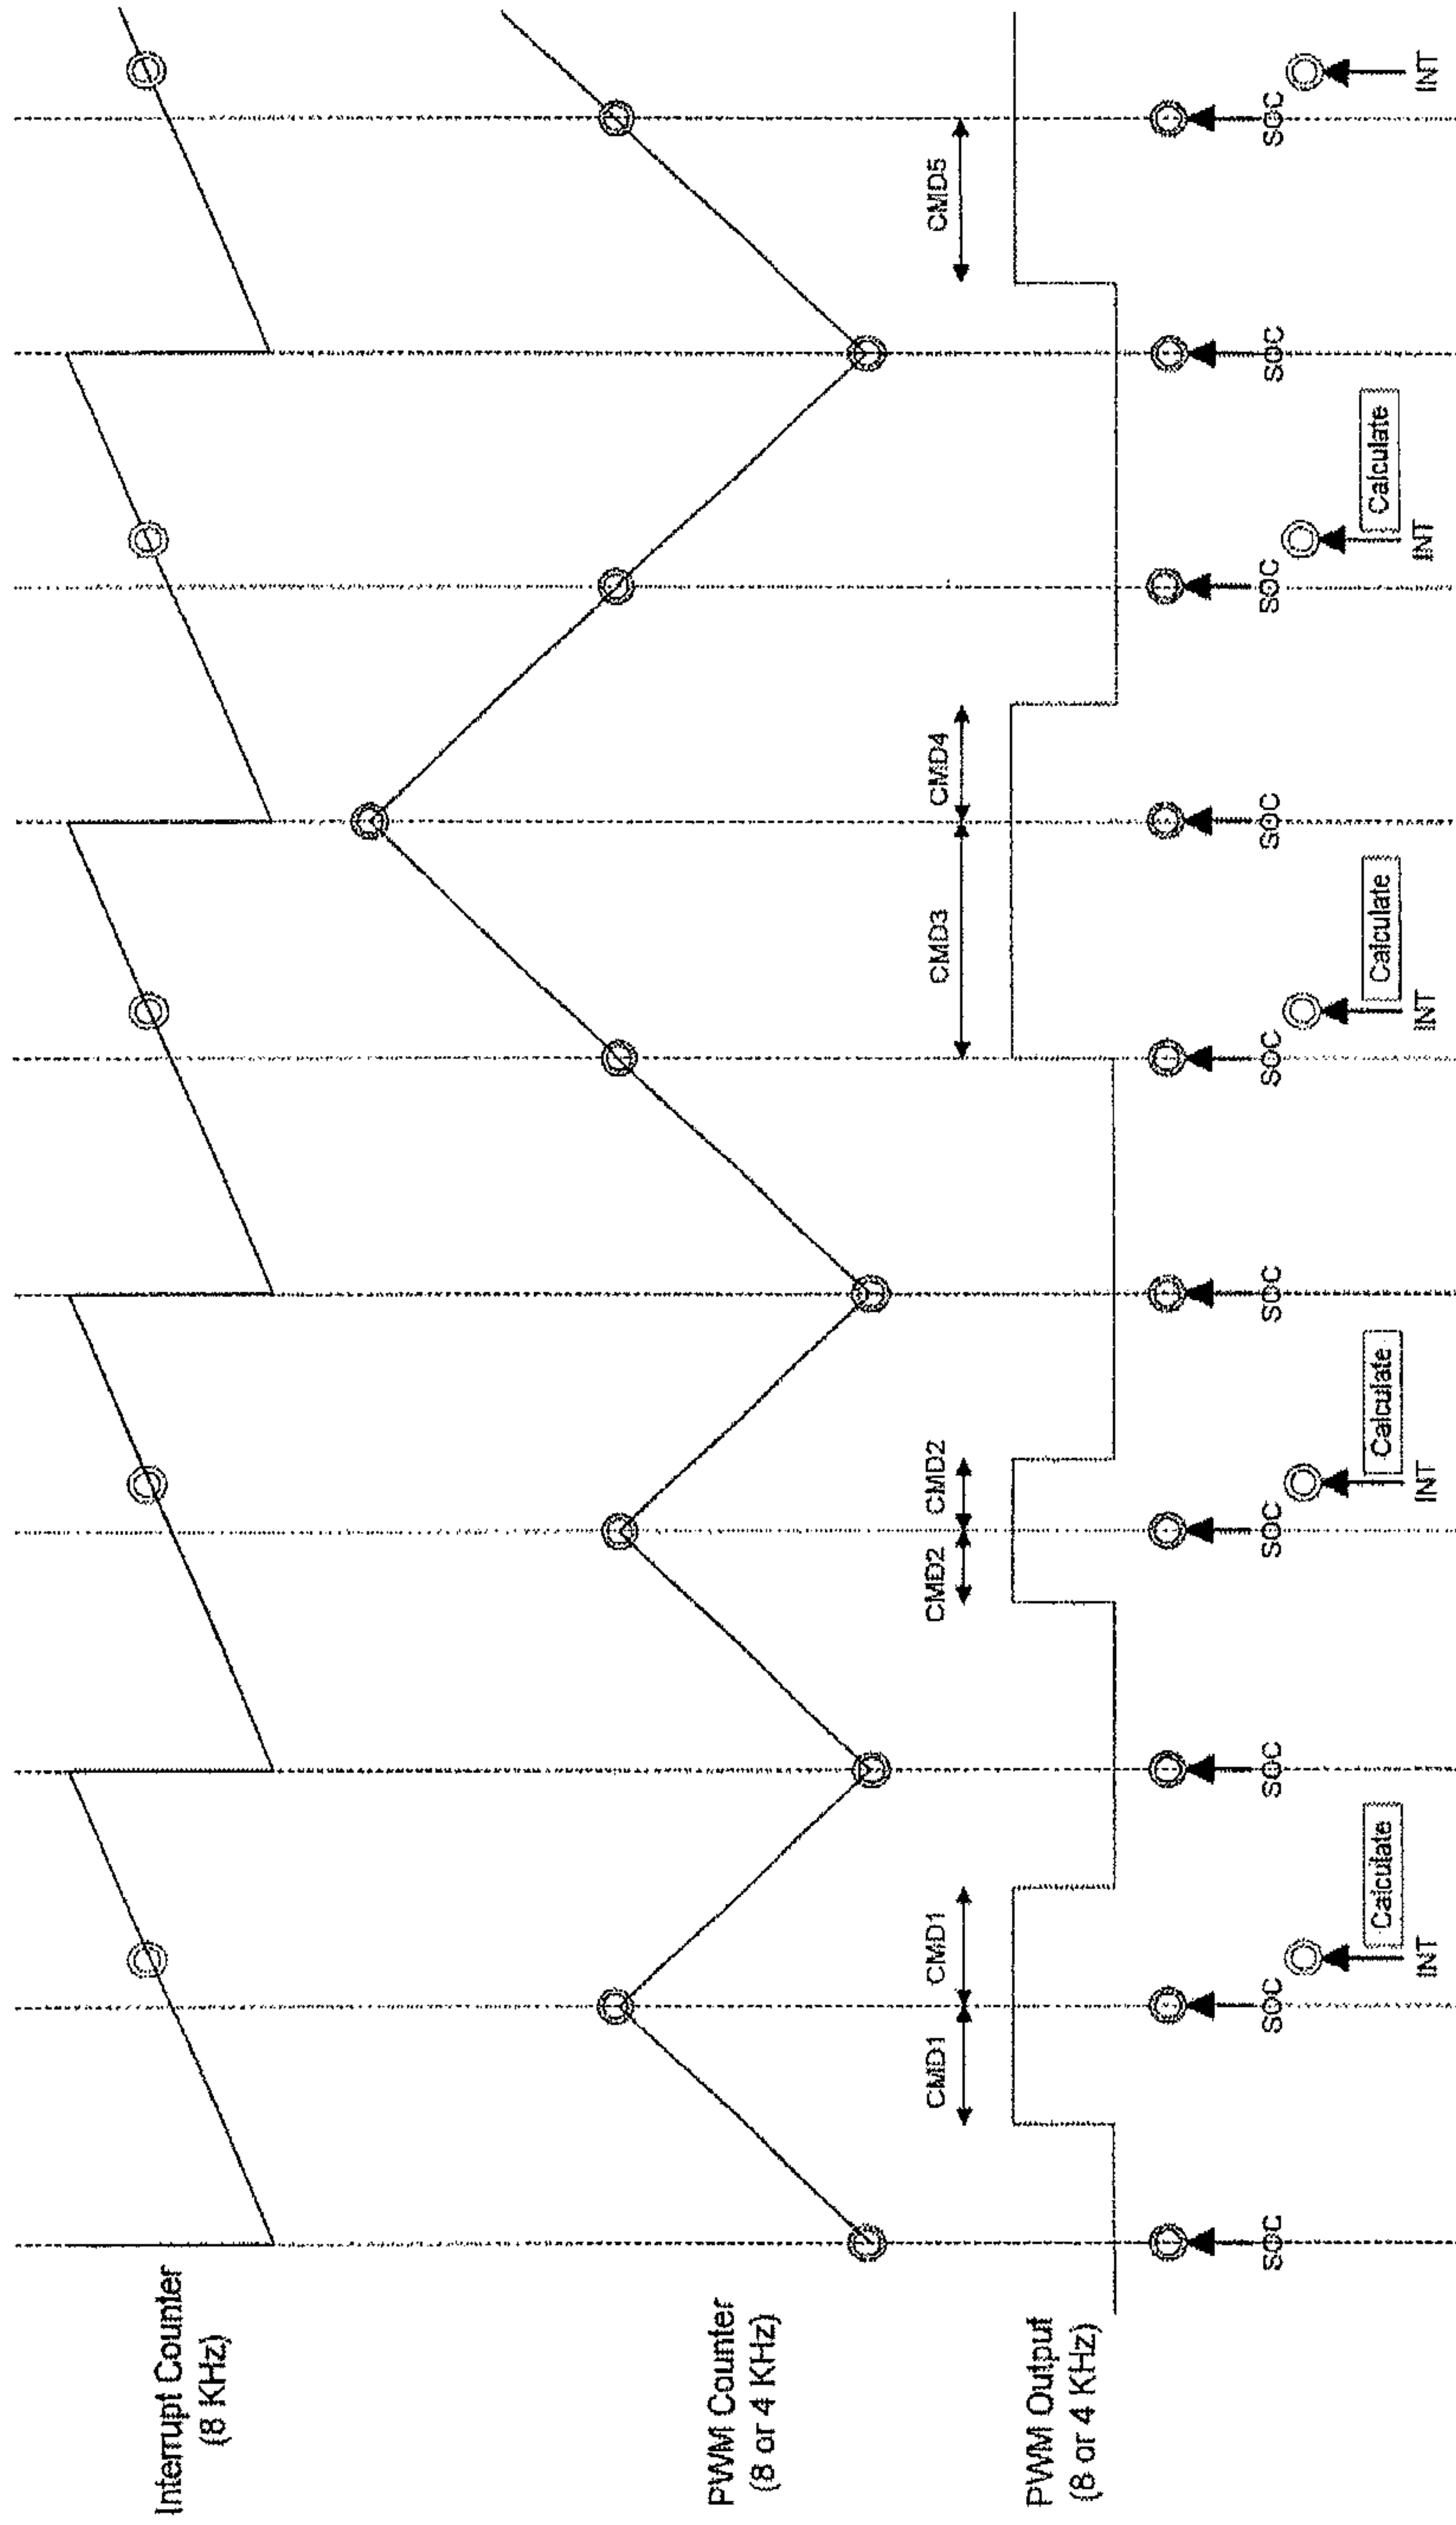 Interrupt Counter
(8 KHz)
PWM Counter
(8 or 4 KHz)
CMD1
CMD1
CMD2
CMD2
CMD3
CMD4
CMD5
PWM Output
(8 or 4 KHz)
SOC
SOC
SOC
SOC
SOC
SOC
SOC
SOC
SOC
SOC
Calculate
Calculate
Calculate
Calculate
INT
INT
INT
INT
INT